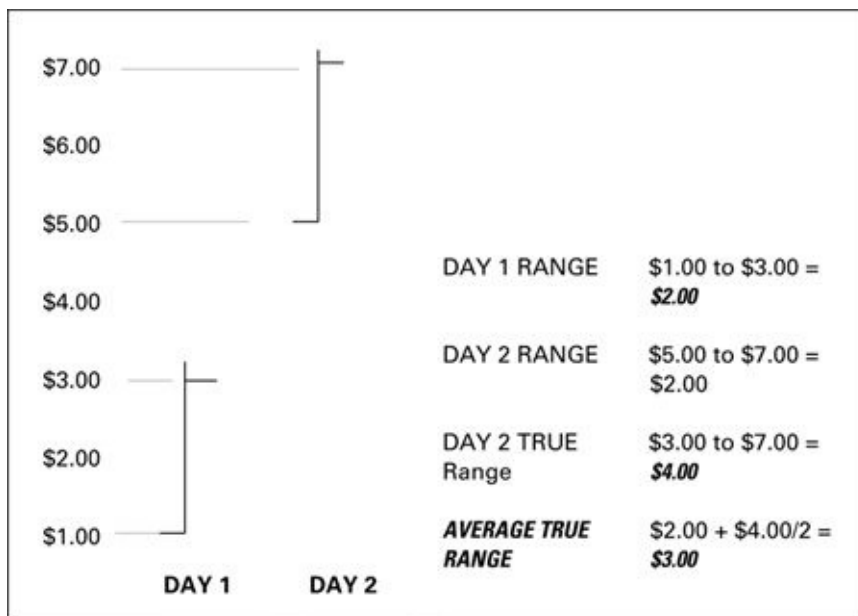 $7.00
$6.00
$5.00
$4.00
$3.00
$2.00
$1.00
DAY 1 DAY 2
DAY 1 RANGE $1.00 to $3.00 =
$2.00
DAY 2 RANGE $5.00 to $7.00 =
$2.00
DAY 2 TRUE $3.00 to $7.00 =
Range $4.00
AVERAGE TRUE $2.00 + $4.00/2 =
RANGE $3.00